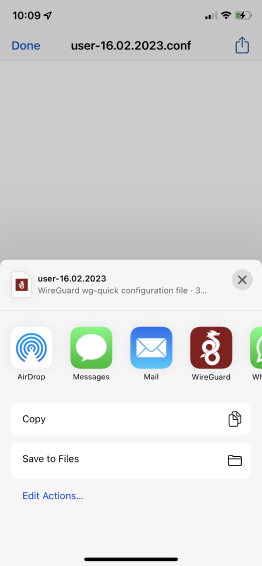 10:09
Done
user-16.02.2023.conf
user-16.02.2023
WireGuard wg-quick configuration file · 3...
AirDrop
Messages
Mail
WireGuard
Wh
Copy
Save to Files
Edit Actions...